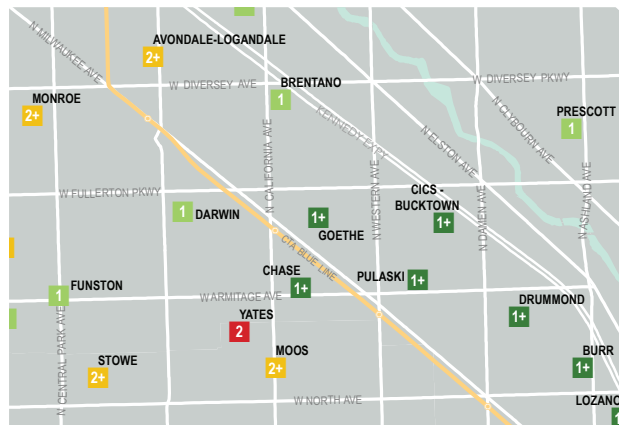 N MILWAUKEE AVE
AVONDALE-LOGANDALE
2+
W DIVERSEY AVE
BRENTANO
1
W DIVERSEY PKWY
MONROE
2+
KENNEDY EXPY
N ELSTON AVE
N CLYBOURN AVE
PRESCOTT
1
N CALIFORNIA AVE
N WESTERN AVE
N DAMEN AVE
N ASHLAND AVE
W FULLERTON PKWY
1
DARWIN
1+
GOETHE
CICS -
BUCKTOWN
1+
CTA BLUE LINE
FUNSTON
1
CHASE
1+
PULASKI
1+
W ARMITAGE AVE
DRUMMOND
1+
YATES
2
N CENTRAL PARK AVE
STOWE
2+
MOOS
2+
BURR
1+
W NORTH AVE
LOZANO